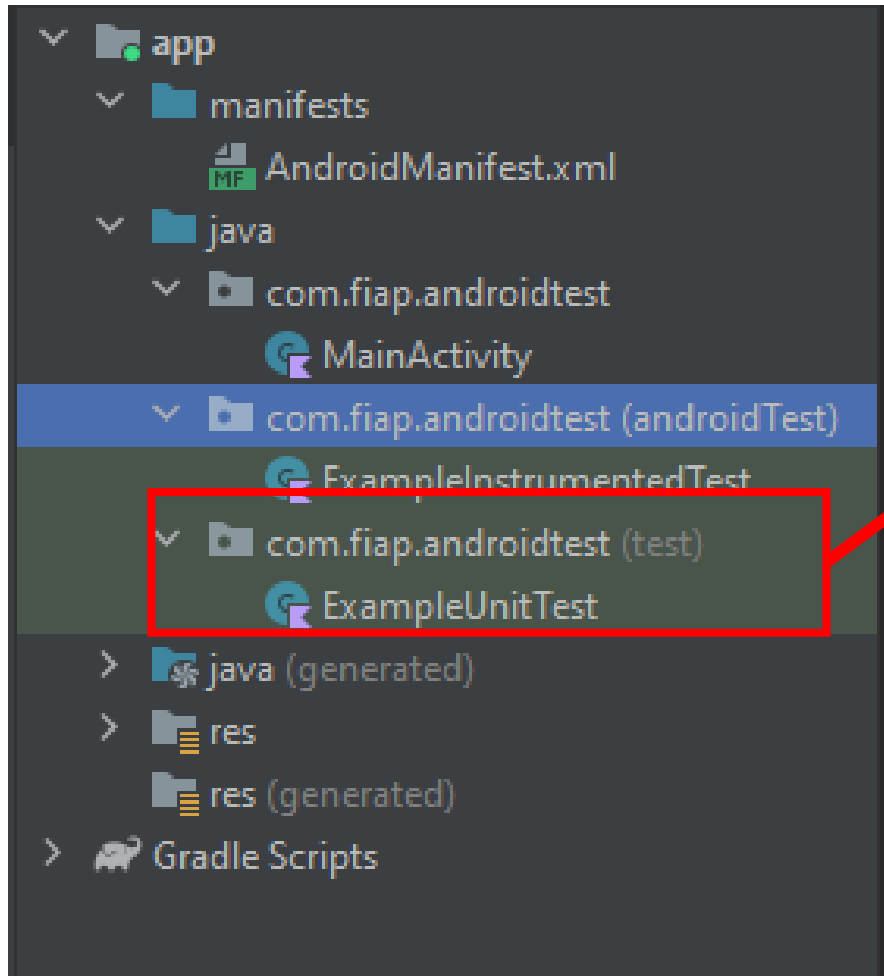 app
manifests
MF AndroidManifest.xml
java
com.fiap.androidtest
MainActivity
com.fiap.androidtest (androidTest)
ExampleInstrumentedTest
com.fiap.androidtest (test)
ExampleUnitTest
java (generated)
res
res (generated)
Gradle Scripts